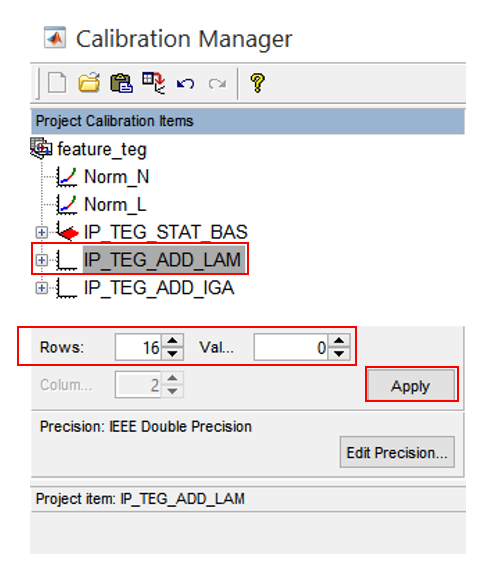 Calibration Manager
Project Calibration Items
feature_teg
Norm_N
Norm_L
IP_TEG_STAT_BAS
IP_TEG_ADD_LAM
IP_TEG_ADD_IGA
Rows: 16 Val... 0
Colum... 2
Apply
Precision: IEEE Double Precision
Edit Precision...
Project item: IP_TEG_ADD_LAM